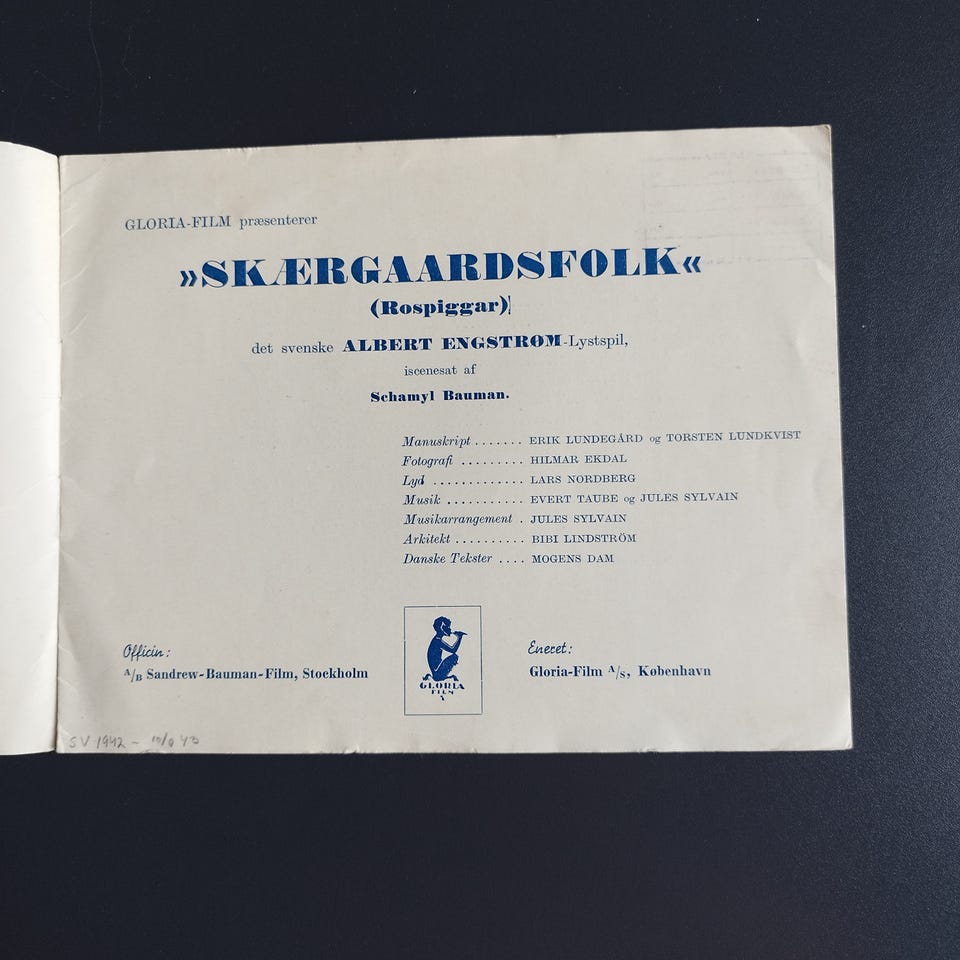 GLORIA-FILM præsenterer
»SKÆRGAARDSFOLK«
(Rospiggar)
det svenske ALBERT ENGSTRØM-Lystspil,
iscenesat af
Schamyl Bauman.
Manuskript ....... ERIK LUNDEGÅRD og TORSTEN LUNDKVIST
Fotografi ......... HILMAR EKDAL
Lyd ............. LARS NORDBERG
Musik ........... EVERT TAUBE og JULES SYLVAIN
Musikarrangement . JULES SYLVAIN
Arkitekt .......... BIBI LINDSTRÖM
Danske Tekster .... MOGENS DAM
Officin:
A/B Sandrew-Bauman-Film, Stockholm
GLORIA
FILM
Eneret:
Gloria-Film A/S, København
SV 1942 - 43